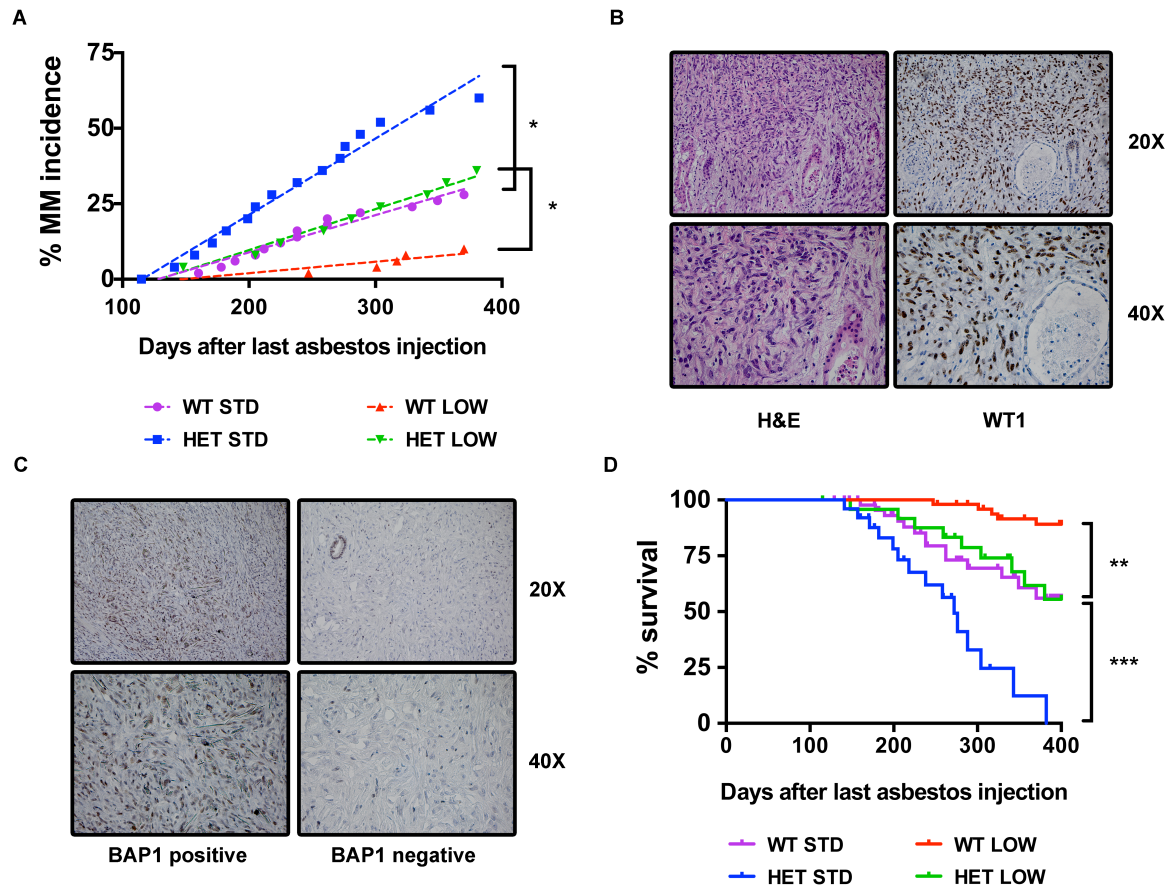 A
75
50
25
0
100
200
300
400
% MM incidence
Days after last asbestos injection
*
*
WT STD
WT LOW
HET STD
HET LOW
B
20X
40X
H&E
WT1
C
20X
40X
BAP1 positive
BAP1 negative
D
100
75
50
25
0
0
100
200
300
400
% survival
Days after last asbestos injection
**
***
WT STD
WT LOW
HET STD
HET LOW